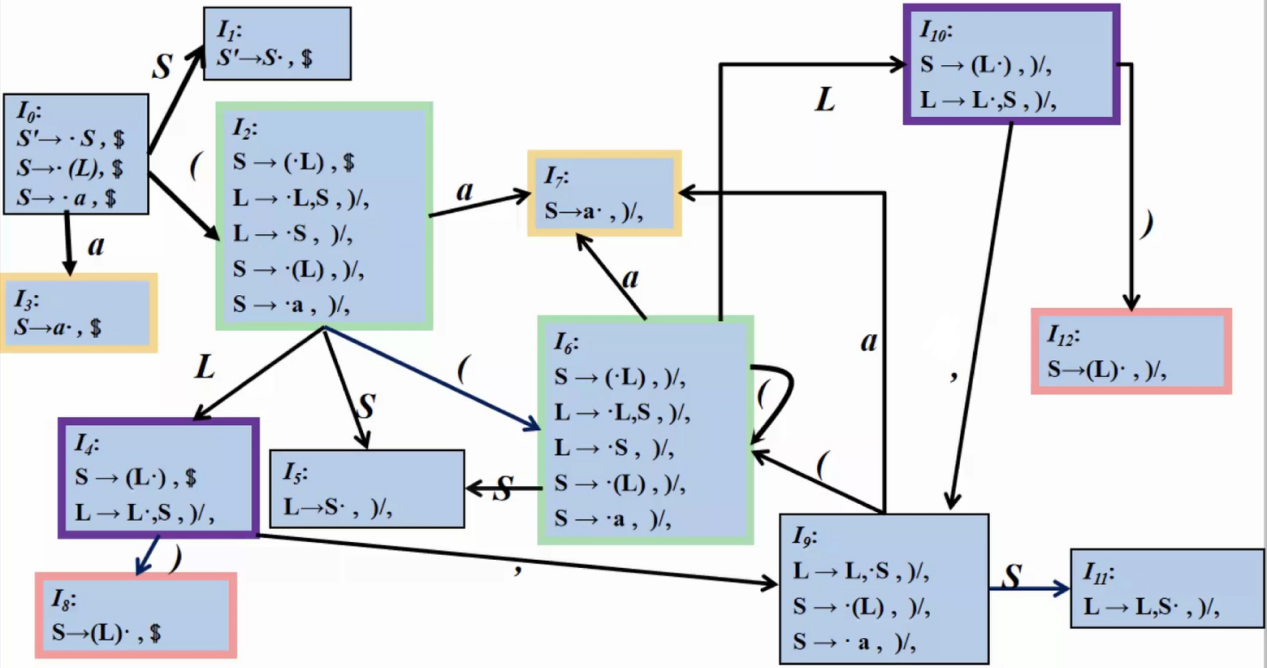 I₁:
S'→S· , $
S
I₀:
S'→ · S , $
S→· (L), $
S→ · a , $
(
a
I₃:
S→a· , $
I₂:
S → (·L) , $
L → ·L,S , )/,
L → ·S , )/,
S → ·(L) , )/,
S → ·a , )/,
a
I₇:
S→a· , )/,
a
L
I₁₀:
S → (L·) , )/,
L → L·,S , )/,
)
I₁₂:
S→(L)· , )/,
,
a
L
S
(
I₆:
S → (·L) , )/,
L → ·L,S , )/,
L → ·S , )/,
S → ·(L) , )/,
S → ·a , )/,
(
(
S
I₄:
S → (L·) , $
L → L·,S , )/ ,
I₅:
L→S· , )/,
)
,
I₈:
S→(L)· , $
I₉:
L → L,·S , )/,
S → ·(L) , )/,
S → · a , )/,
S
I₁₁:
L → L,S· , )/,